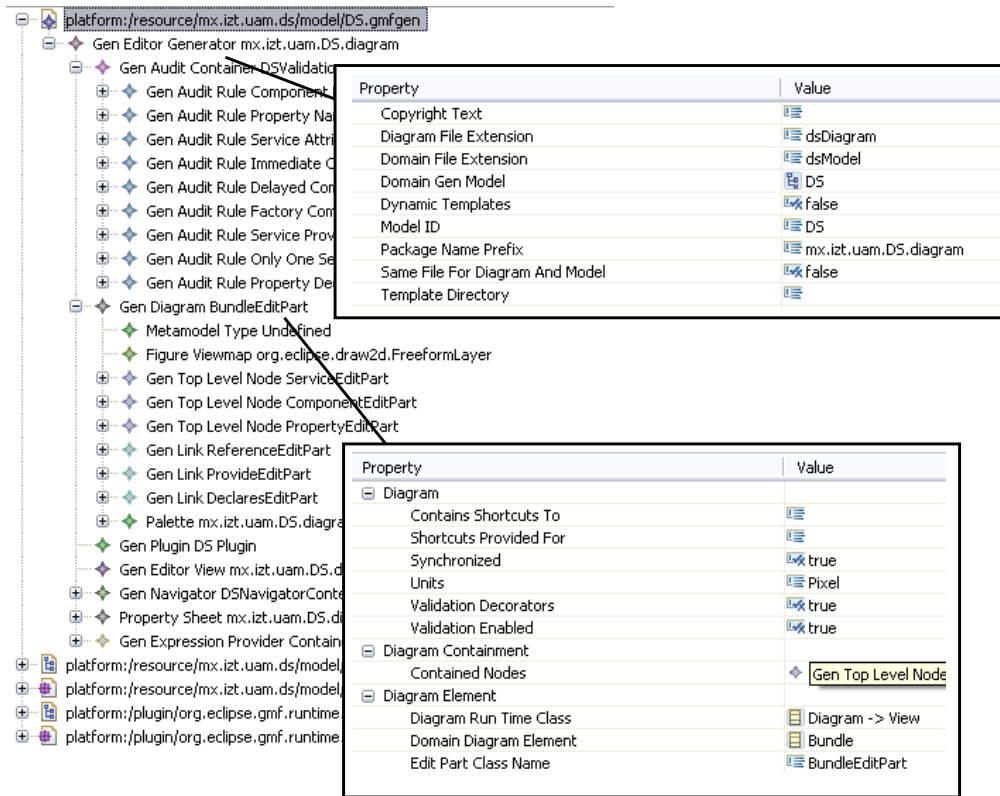 platform:/resource/mx.izt.uam.ds/model/DS.gmfgen
Gen Editor Generator mx.izt.uam.DS.diagram
Gen Audit Container
Gen Audit Rule Component
Gen Audit Rule Property
Gen Audit Rule Service
Gen Audit Rule Immediate
Gen Audit Rule Delayed
Gen Audit Rule Factory
Gen Audit Rule Service
Gen Audit Rule Only One
Gen Audit Rule Property
Gen Diagram BundleEditPart
Metamodel Type Undefined
Figure Viewmap org.eclipse.draw2d.FreeformLayer
Gen Top Level Node ServiceEditPart
Gen Top Level Node ComponentEditPart
Gen Top Level Node PropertyEditPart
Gen Link ReferenceEditPart
Gen Link ProvideEditPart
Gen Link DeclaresEditPart
Palette mx.izt.uam.DS.diagra
Gen Plugin DS Plugin
Gen Editor View mx.izt.uam.DS.d
Gen Navigator DSNavigatorConte
Property Sheet mx.izt.uam.DS.di
Gen Expression Provider Contain
platform:/resource/mx.izt.uam.ds/model/
platform:/resource/mx.izt.uam.ds/model/
platform:/plugin/org.eclipse.gmf.runtime.
platform:/plugin/org.eclipse.gmf.runtime.
Property Value
Copyright Text
Diagram File Extension dsDiagram
Domain File Extension dsModel
Domain Gen Model DS
Dynamic Templates false
Model ID DS
Package Name Prefix mx.izt.uam.DS.diagram
Same File For Diagram And Model false
Template Directory
Property Value
Diagram
Contains Shortcuts To
Shortcuts Provided For
Synchronized true
Units Pixel
Validation Decorators true
Validation Enabled true
Diagram Containment
Contained Nodes Gen Top Level Node
Diagram Element
Diagram Run Time Class Diagram -> View
Domain Diagram Element Bundle
Edit Part Class Name BundleEditPart